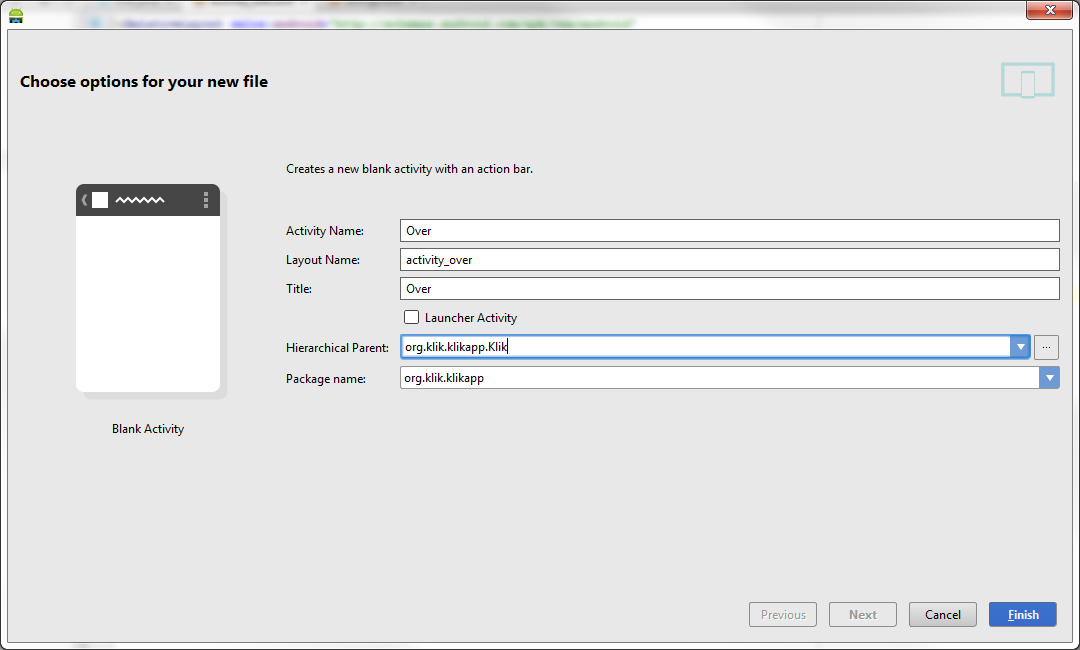 Choose options for your new file
Creates a new blank activity with an action bar.
Activity Name: Over
Layout Name: activity_over
Title: Over
Launcher Activity
Hierarchical Parent: org.klik.klikapp.Klik ...
Package name: org.klik.klikapp
Blank Activity
Previous Next Cancel Finish